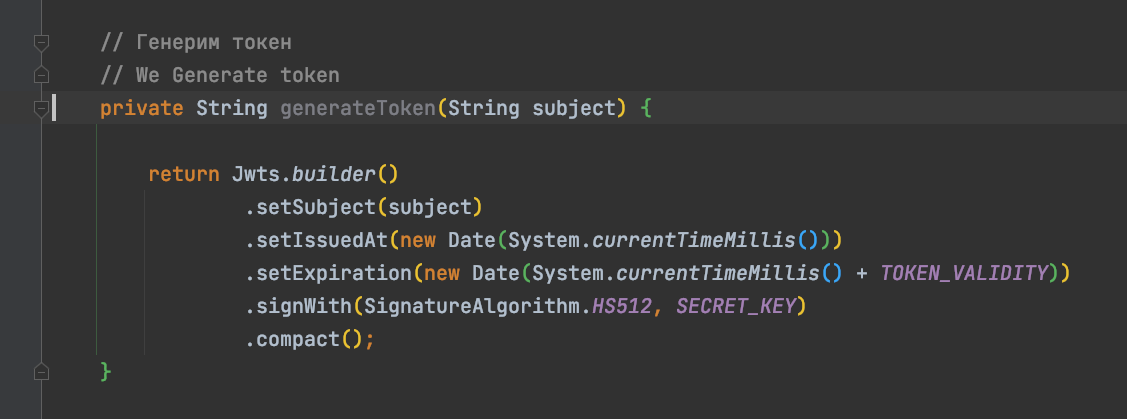 // Генерим токен
// We Generate token
private String generateToken(String subject) {
return Jwts.builder()
.setSubject(subject)
.setIssuedAt(new Date(System.currentTimeMillis()))
.setExpiration(new Date(System.currentTimeMillis() + TOKEN_VALIDITY))
.signWith(SignatureAlgorithm.HS512, SECRET_KEY)
.compact();
}